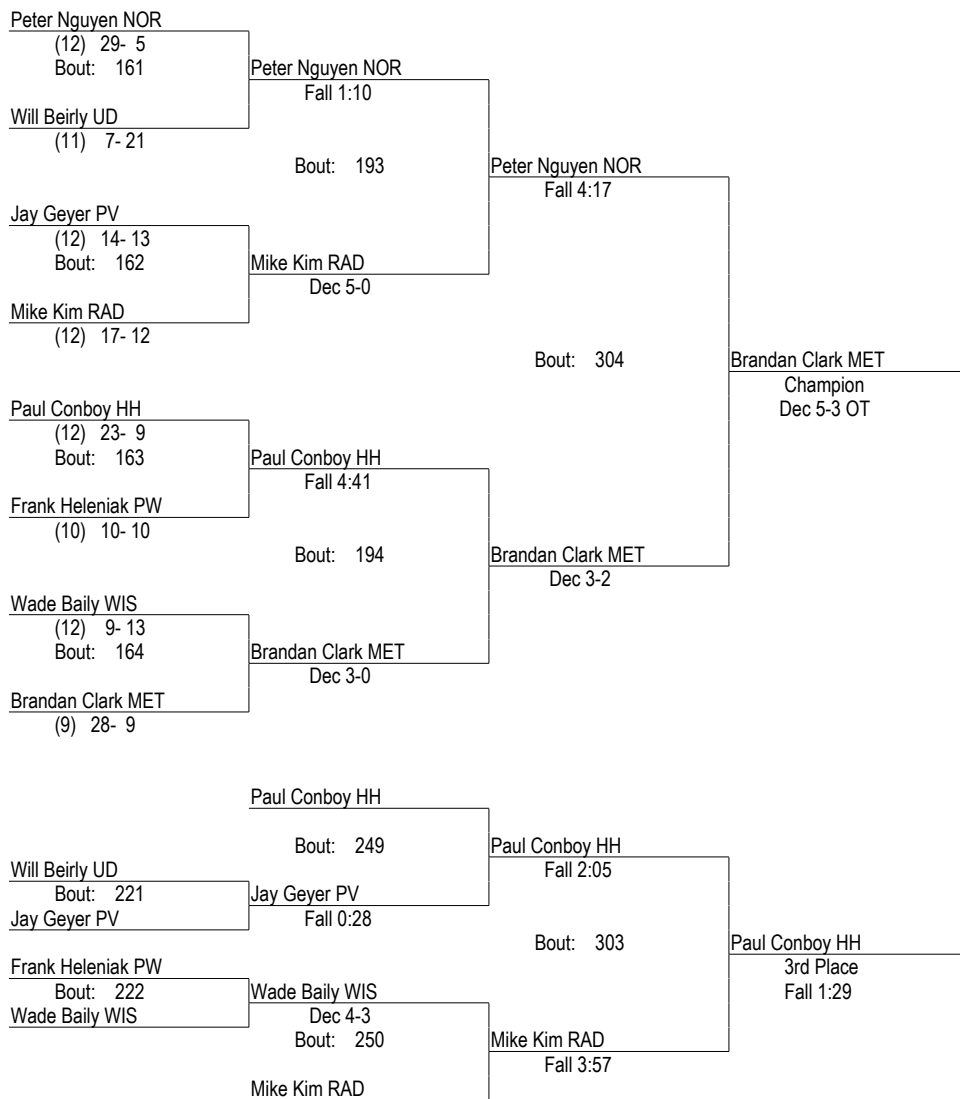 Peter Nguyen NOR
(12) 29- 5
Bout: 161
Peter Nguyen NOR
Fall 1:10
Will Beirly UD
(11) 7- 21
Bout: 193
Peter Nguyen NOR
Fall 4:17
Jay Geyer PV
(12) 14- 13
Bout: 162
Mike Kim RAD
Dec 5-0
Mike Kim RAD
(12) 17- 12
Bout: 304
Brandan Clark MET
Champion
Dec 5-3 OT
Paul Conboy HH
(12) 23- 9
Bout: 163
Paul Conboy HH
Fall 4:41
Frank Heleniak PW
(10) 10- 10
Bout: 194
Brandan Clark MET
Dec 3-2
Wade Baily WIS
(12) 9- 13
Bout: 164
Brandan Clark MET
Dec 3-0
Brandan Clark MET
(9) 28- 9
Paul Conboy HH
Bout: 249
Paul Conboy HH
Fall 2:05
Will Beirly UD
Bout: 221
Jay Geyer PV
Jay Geyer PV
Fall 0:28
Bout: 303
Paul Conboy HH
3rd Place
Fall 1:29
Frank Heleniak PW
Bout: 222
Wade Baily WIS
Wade Baily WIS
Dec 4-3
Bout: 250
Mike Kim RAD
Fall 3:57
Mike Kim RAD